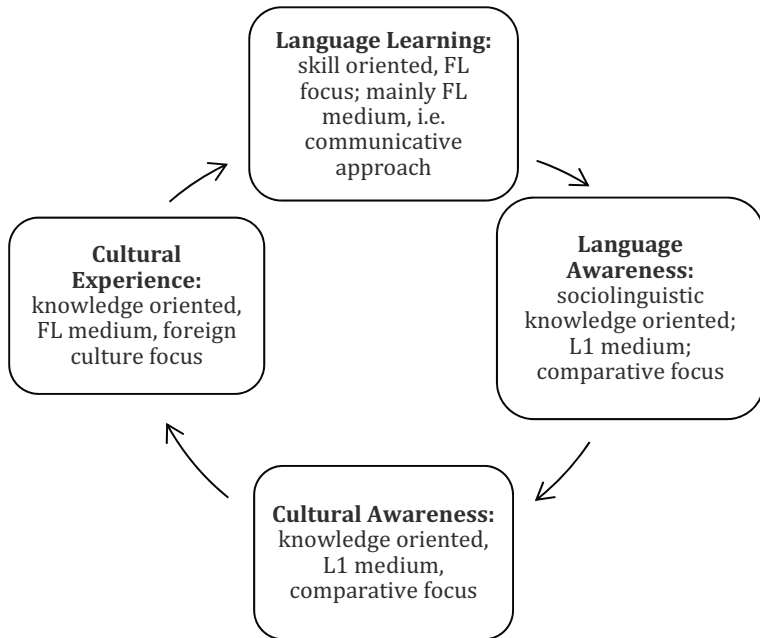 Language Learning:
skill oriented, FL
focus; mainly FL
medium, i.e.
communicative
approach
Language
Awareness:
sociolinguistic
knowledge oriented;
L1 medium;
comparative focus
Cultural Awareness:
knowledge oriented,
L1 medium,
comparative focus
Cultural
Experience:
knowledge oriented,
FL medium, foreign
culture focus